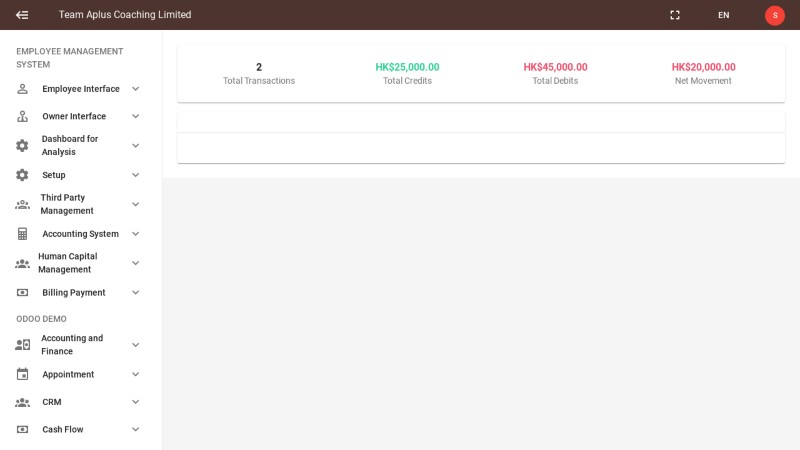 Team Aplus Coaching Limited
EN
S
EMPLOYEE MANAGEMENT
SYSTEM
Employee Interface
Owner Interface
Dashboard for
Analysis
Setup
Third Party
Management
Accounting System
Human Capital
Management
Billing Payment
ODOO DEMO
Accounting and
Finance
Appointment
CRM
Cash Flow
2
Total Transactions
HK$25,000.00
Total Credits
HK$45,000.00
Total Debits
HK$20,000.00
Net Movement